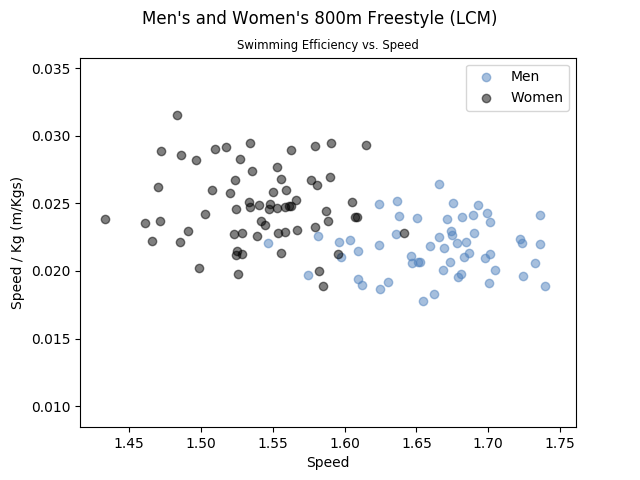 Men's and Women's 800m Freestyle (LCM)
Swimming Efficiency vs. Speed
Men
Women
Speed / Kg (m/Kgs)
0.035
0.030
0.025
0.020
0.015
0.010
1.45 1.50 1.55 1.60 1.65 1.70 1.75
Speed